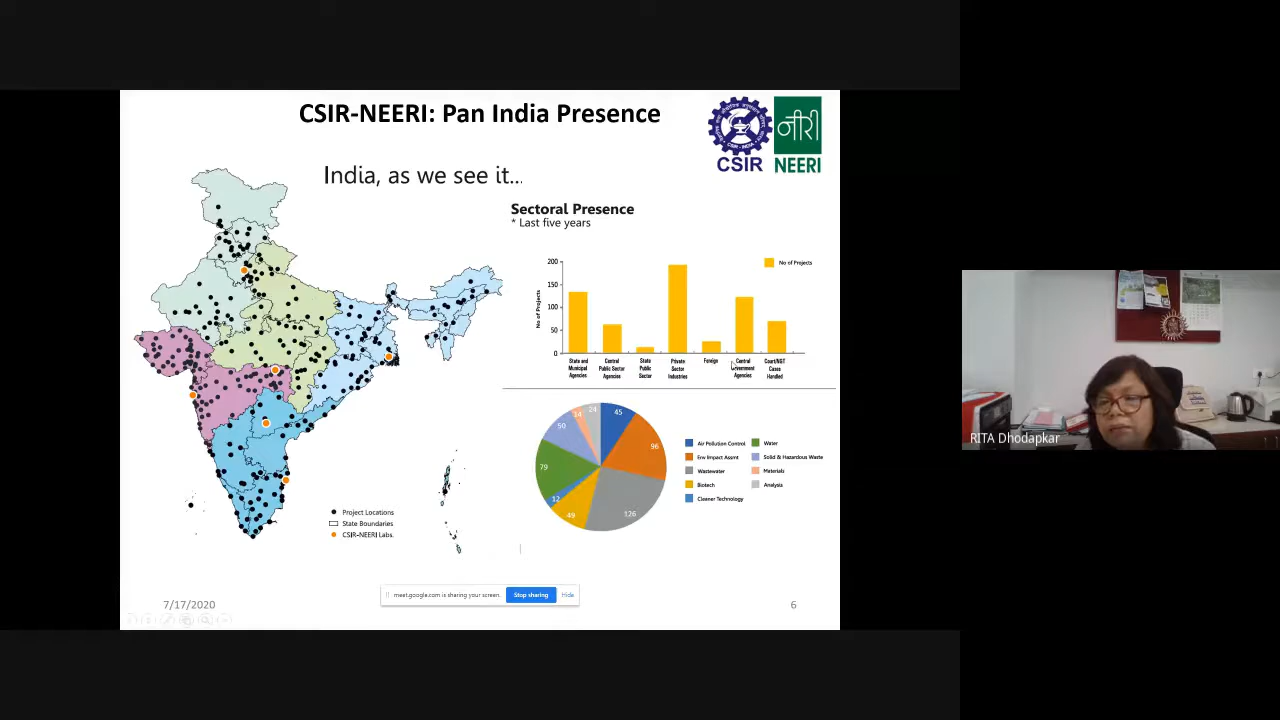 CSIR-NEERI: Pan India Presence
CSIR
नीरी
NEERI
India, as we see it...
Sectoral Presence
* Last five years
No of Projects
No of Projects
200
150
100
50
0
State and Municipal Agencies
Central Public Sector Agencies
State Public Sector
Private Sector Industries
Foreign
Central Government Agencies
Court/NGT Cases Handled
45
96
126
49
12
79
50
14
24
Air Pollution Control
Water
Env Impact Assmt
Solid & Hazardous Waste
Wastewater
Materials
Biotech
Analysis
Cleaner Technology
Project Locations
State Boundaries
CSIR-NEERI Labs.
meet.google.com is sharing your screen.
Stop sharing
Hide
7/17/2020
6
RITA Dhodapkar